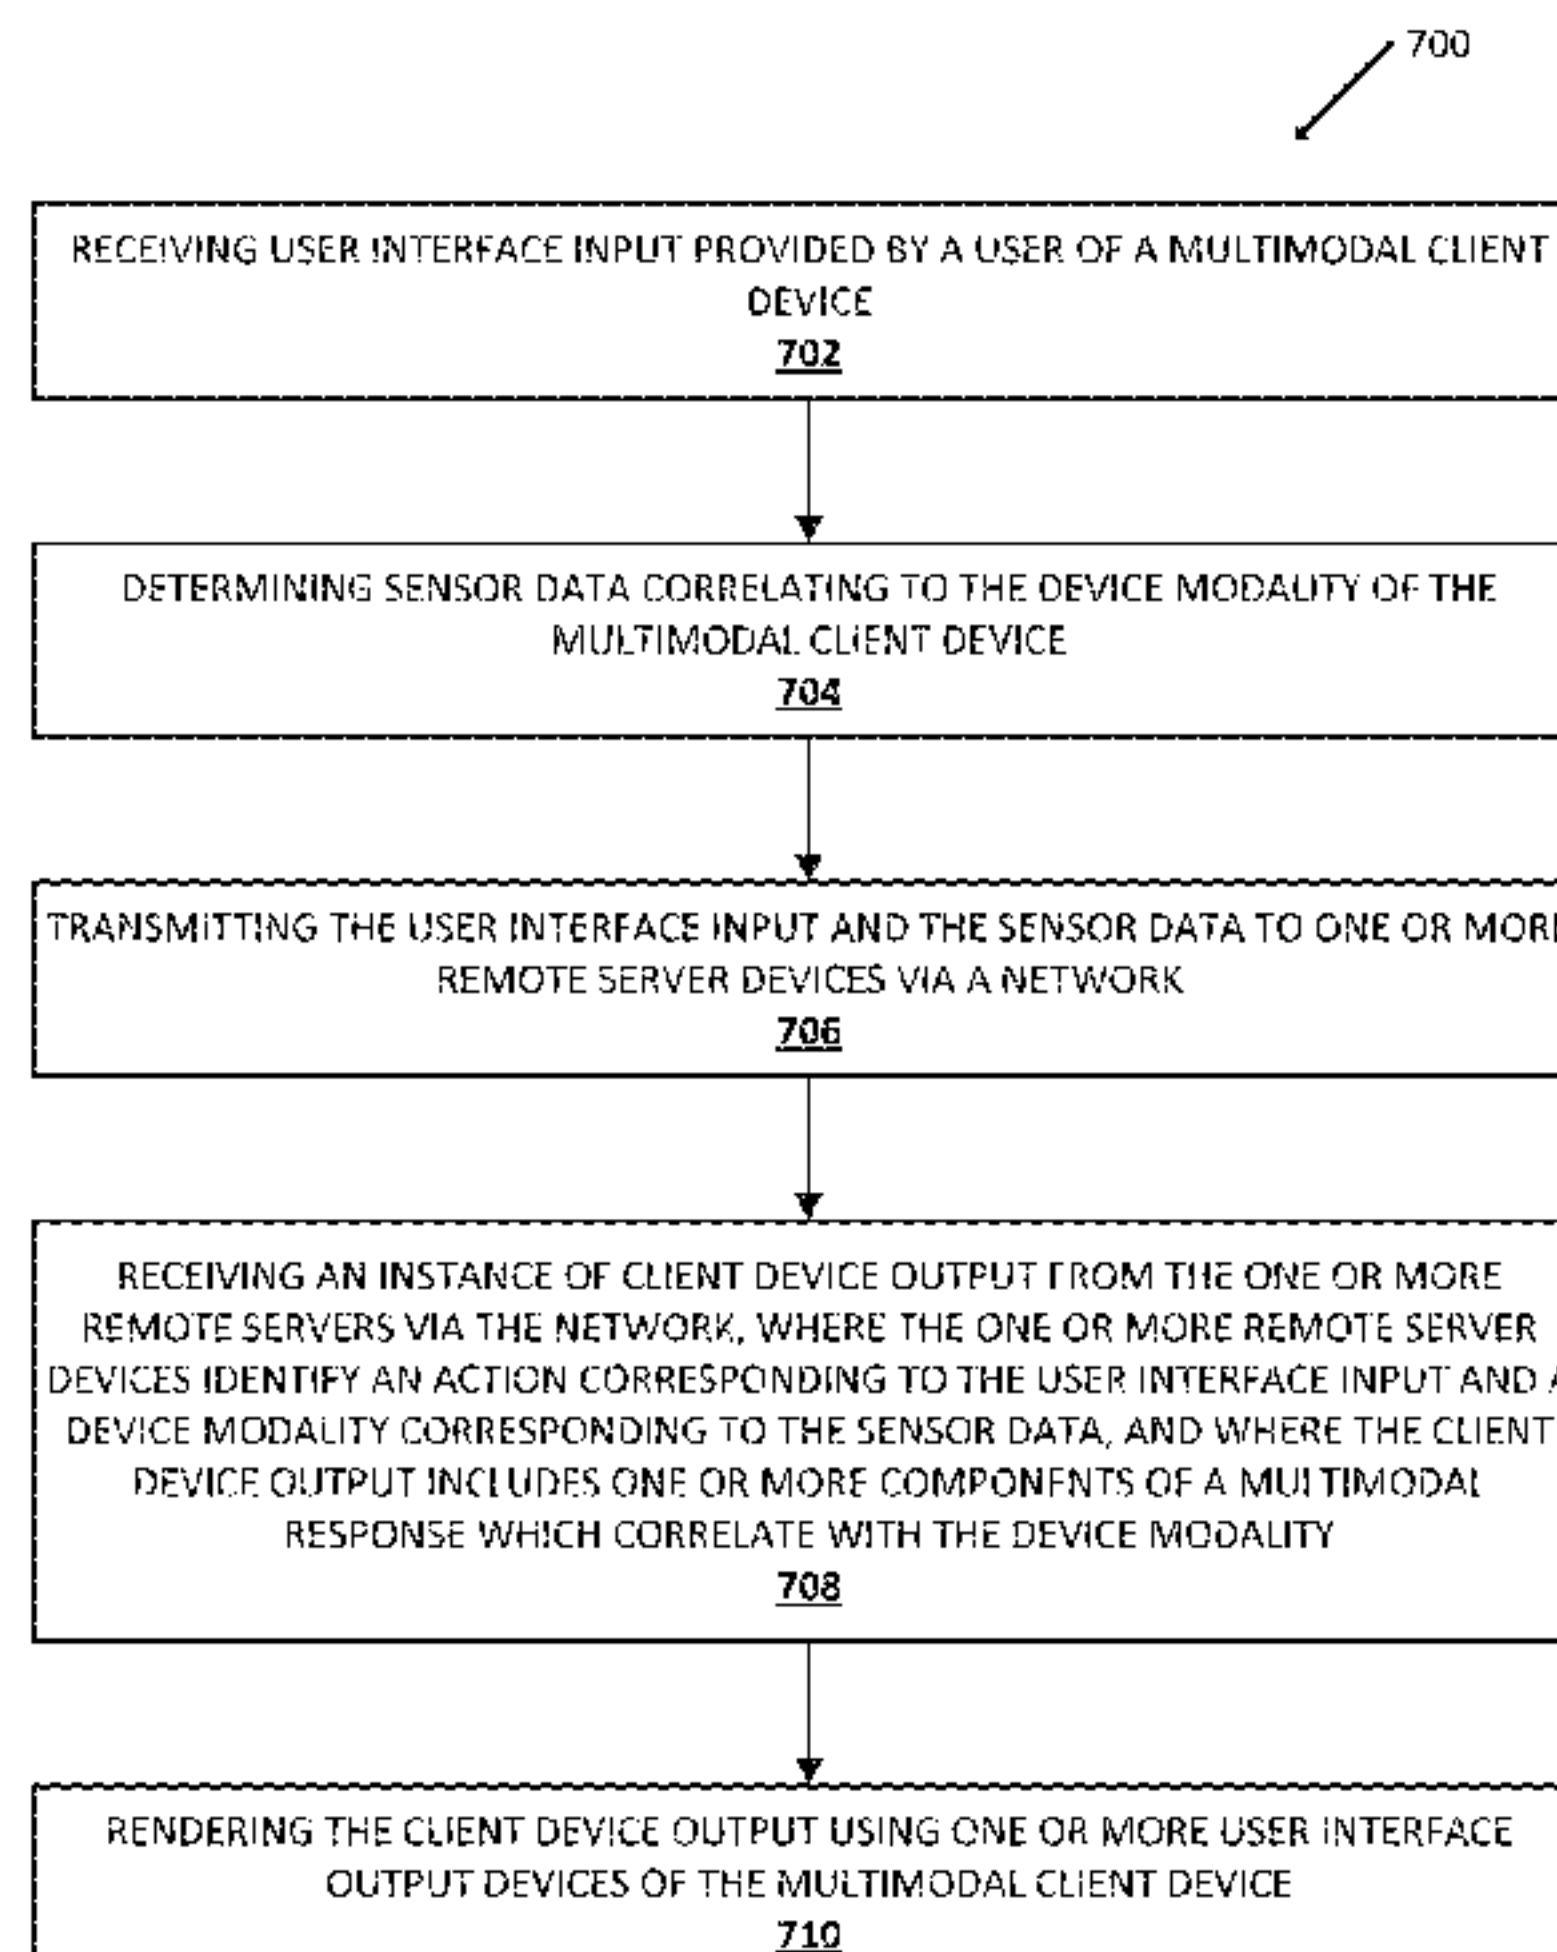 700
RECEIVING USER INTERFACE INPUT PROVIDED BY A USER OF A MULTIMODAL CLIENT
DEVICE
702
DETERMINING SENSOR DATA CORRELATING TO THE DEVICE MODALITY OF THE
MULTIMODAL CLIENT DEVICE
704
TRANSMITTING THE USER INTERFACE INPUT AND THE SENSOR DATA TO ONE OR MORE
REMOTE SERVER DEVICES VIA A NETWORK
706
RECEIVING AN INSTANCE OF CLIENT DEVICE OUTPUT FROM THE ONE OR MORE
REMOTE SERVERS VIA THE NETWORK, WHERE THE ONE OR MORE REMOTE SERVER
DEVICES IDENTIFY AN ACTION CORRESPONDING TO THE USER INTERFACE INPUT AND A
DEVICE MODALITY CORRESPONDING TO THE SENSOR DATA, AND WHERE THE CLIENT
DEVICE OUTPUT INCLUDES ONE OR MORE COMPONENTS OF A MULTIMODAL
RESPONSE WHICH CORRELATE WITH THE DEVICE MODALITY
708
RENDERING THE CLIENT DEVICE OUTPUT USING ONE OR MORE USER INTERFACE
OUTPUT DEVICES OF THE MULTIMODAL CLIENT DEVICE
710